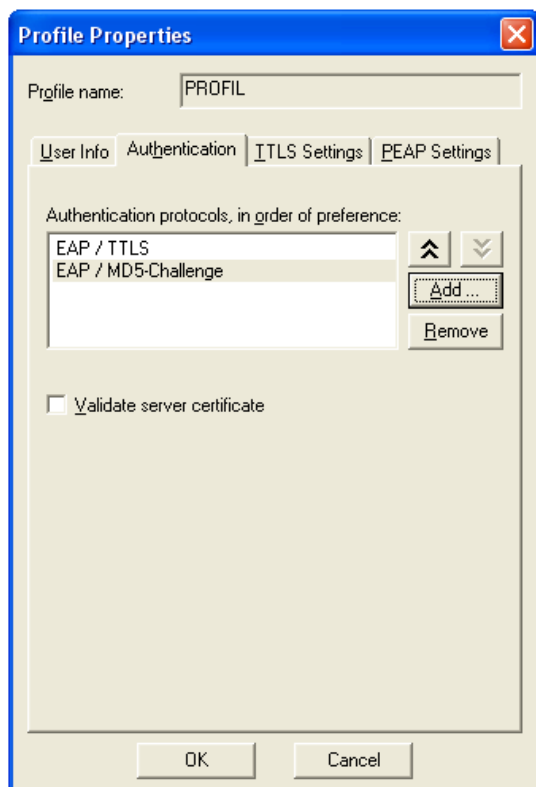 Profile Properties
Profile name: PROFIL
User Info Authentication TTLS Settings PEAP Settings
Authentication protocols, in order of preference:
EAP / TTLS
EAP / MD5-Challenge
Add ...
Remove
Validate server certificate
OK Cancel